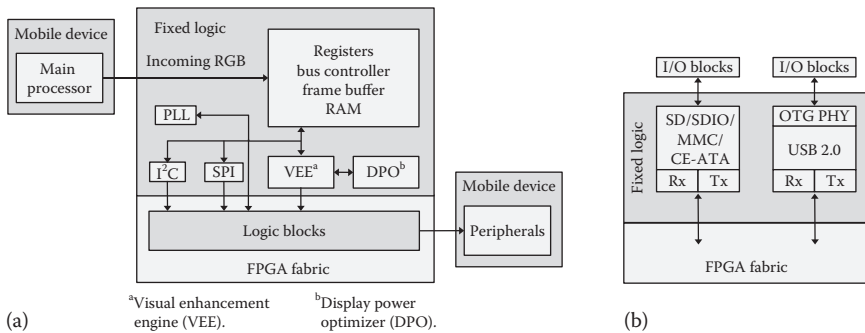 Mobile device
Main
processor
Fixed logic
Incoming RGB
Registers
bus controller
frame buffer
RAM
PLL
I²C
SPI
VEEᵃ
DPOᵇ
Logic blocks
FPGA fabric
Mobile device
Peripherals
ᵃVisual enhancement
engine (VEE).
ᵇDisplay power
optimizer (DPO).
(a)
I/O blocks
I/O blocks
Fixed logic
SD/SDIO/
MMC/
CE-ATA
Rx
Tx
OTG PHY
USB 2.0
Rx
Tx
FPGA fabric
(b)